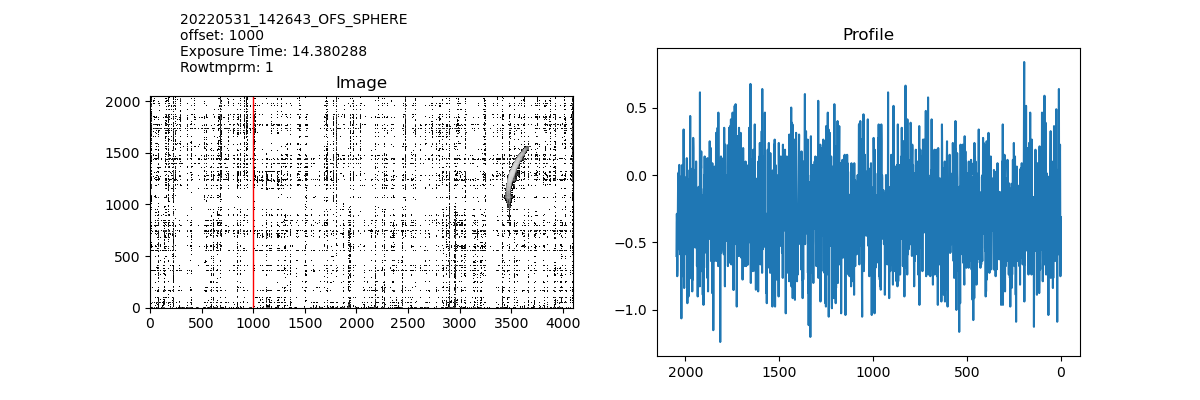 20220531_142643_OFS_SPHERE
offset: 1000
Exposure Time: 14.380288
Rowtmprm: 1
Image
2000
1500
1000
500
0
0 500 1000 1500 2000 2500 3000 3500 4000
Profile
0.5
0.0
−0.5
−1.0
2000 1500 1000 500 0